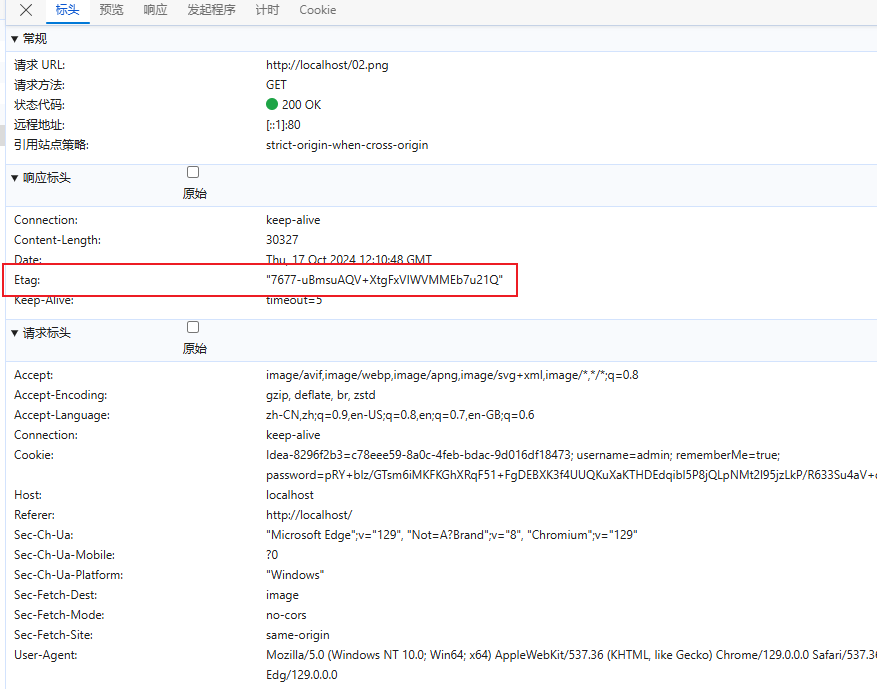 标头 预览 响应 发起程序 计时 Cookie
常规
请求 URL: http://localhost/02.png
请求方法: GET
状态代码: 200 OK
远程地址: [::1]:80
引用站点策略: strict-origin-when-cross-origin
响应标头
原始
Connection: keep-alive
Content-Length: 30327
Date: Thu, 17 Oct 2024 12:10:48 GMT
Etag: "7677-uBmsuAQV+XtgFxVIWVMMEb7u21Q"
Keep-Alive: timeout=5
请求标头
原始
Accept: image/avif,image/webp,image/apng,image/svg+xml,image/*,*/*;q=0.8
Accept-Encoding: gzip, deflate, br, zstd
Accept-Language: zh-CN,zh;q=0.9,en-US;q=0.8,en;q=0.7,en-GB;q=0.6
Connection: keep-alive
Cookie: Idea-8296f2b3=c78eee59-8a0c-4feb-bdac-9d016df18473; username=admin; rememberMe=true;
password=pRY+blz/GTsm6iMKFKGhXRqF51+FgDEBXK3f4UUQKuXaKTHDEdqibI5P8jQLpNMt2I95jzLkP/R633Su4aV+
Host: localhost
Referer: http://localhost/
Sec-Ch-Ua: "Microsoft Edge";v="129", "Not=A?Brand";v="8", "Chromium";v="129"
Sec-Ch-Ua-Mobile: ?0
Sec-Ch-Ua-Platform: "Windows"
Sec-Fetch-Dest: image
Sec-Fetch-Mode: no-cors
Sec-Fetch-Site: same-origin
User-Agent: Mozilla/5.0 (Windows NT 10.0; Win64; x64) AppleWebKit/537.36 (KHTML, like Gecko) Chrome/129.0.0.0 Safari/537.36
Edg/129.0.0.0